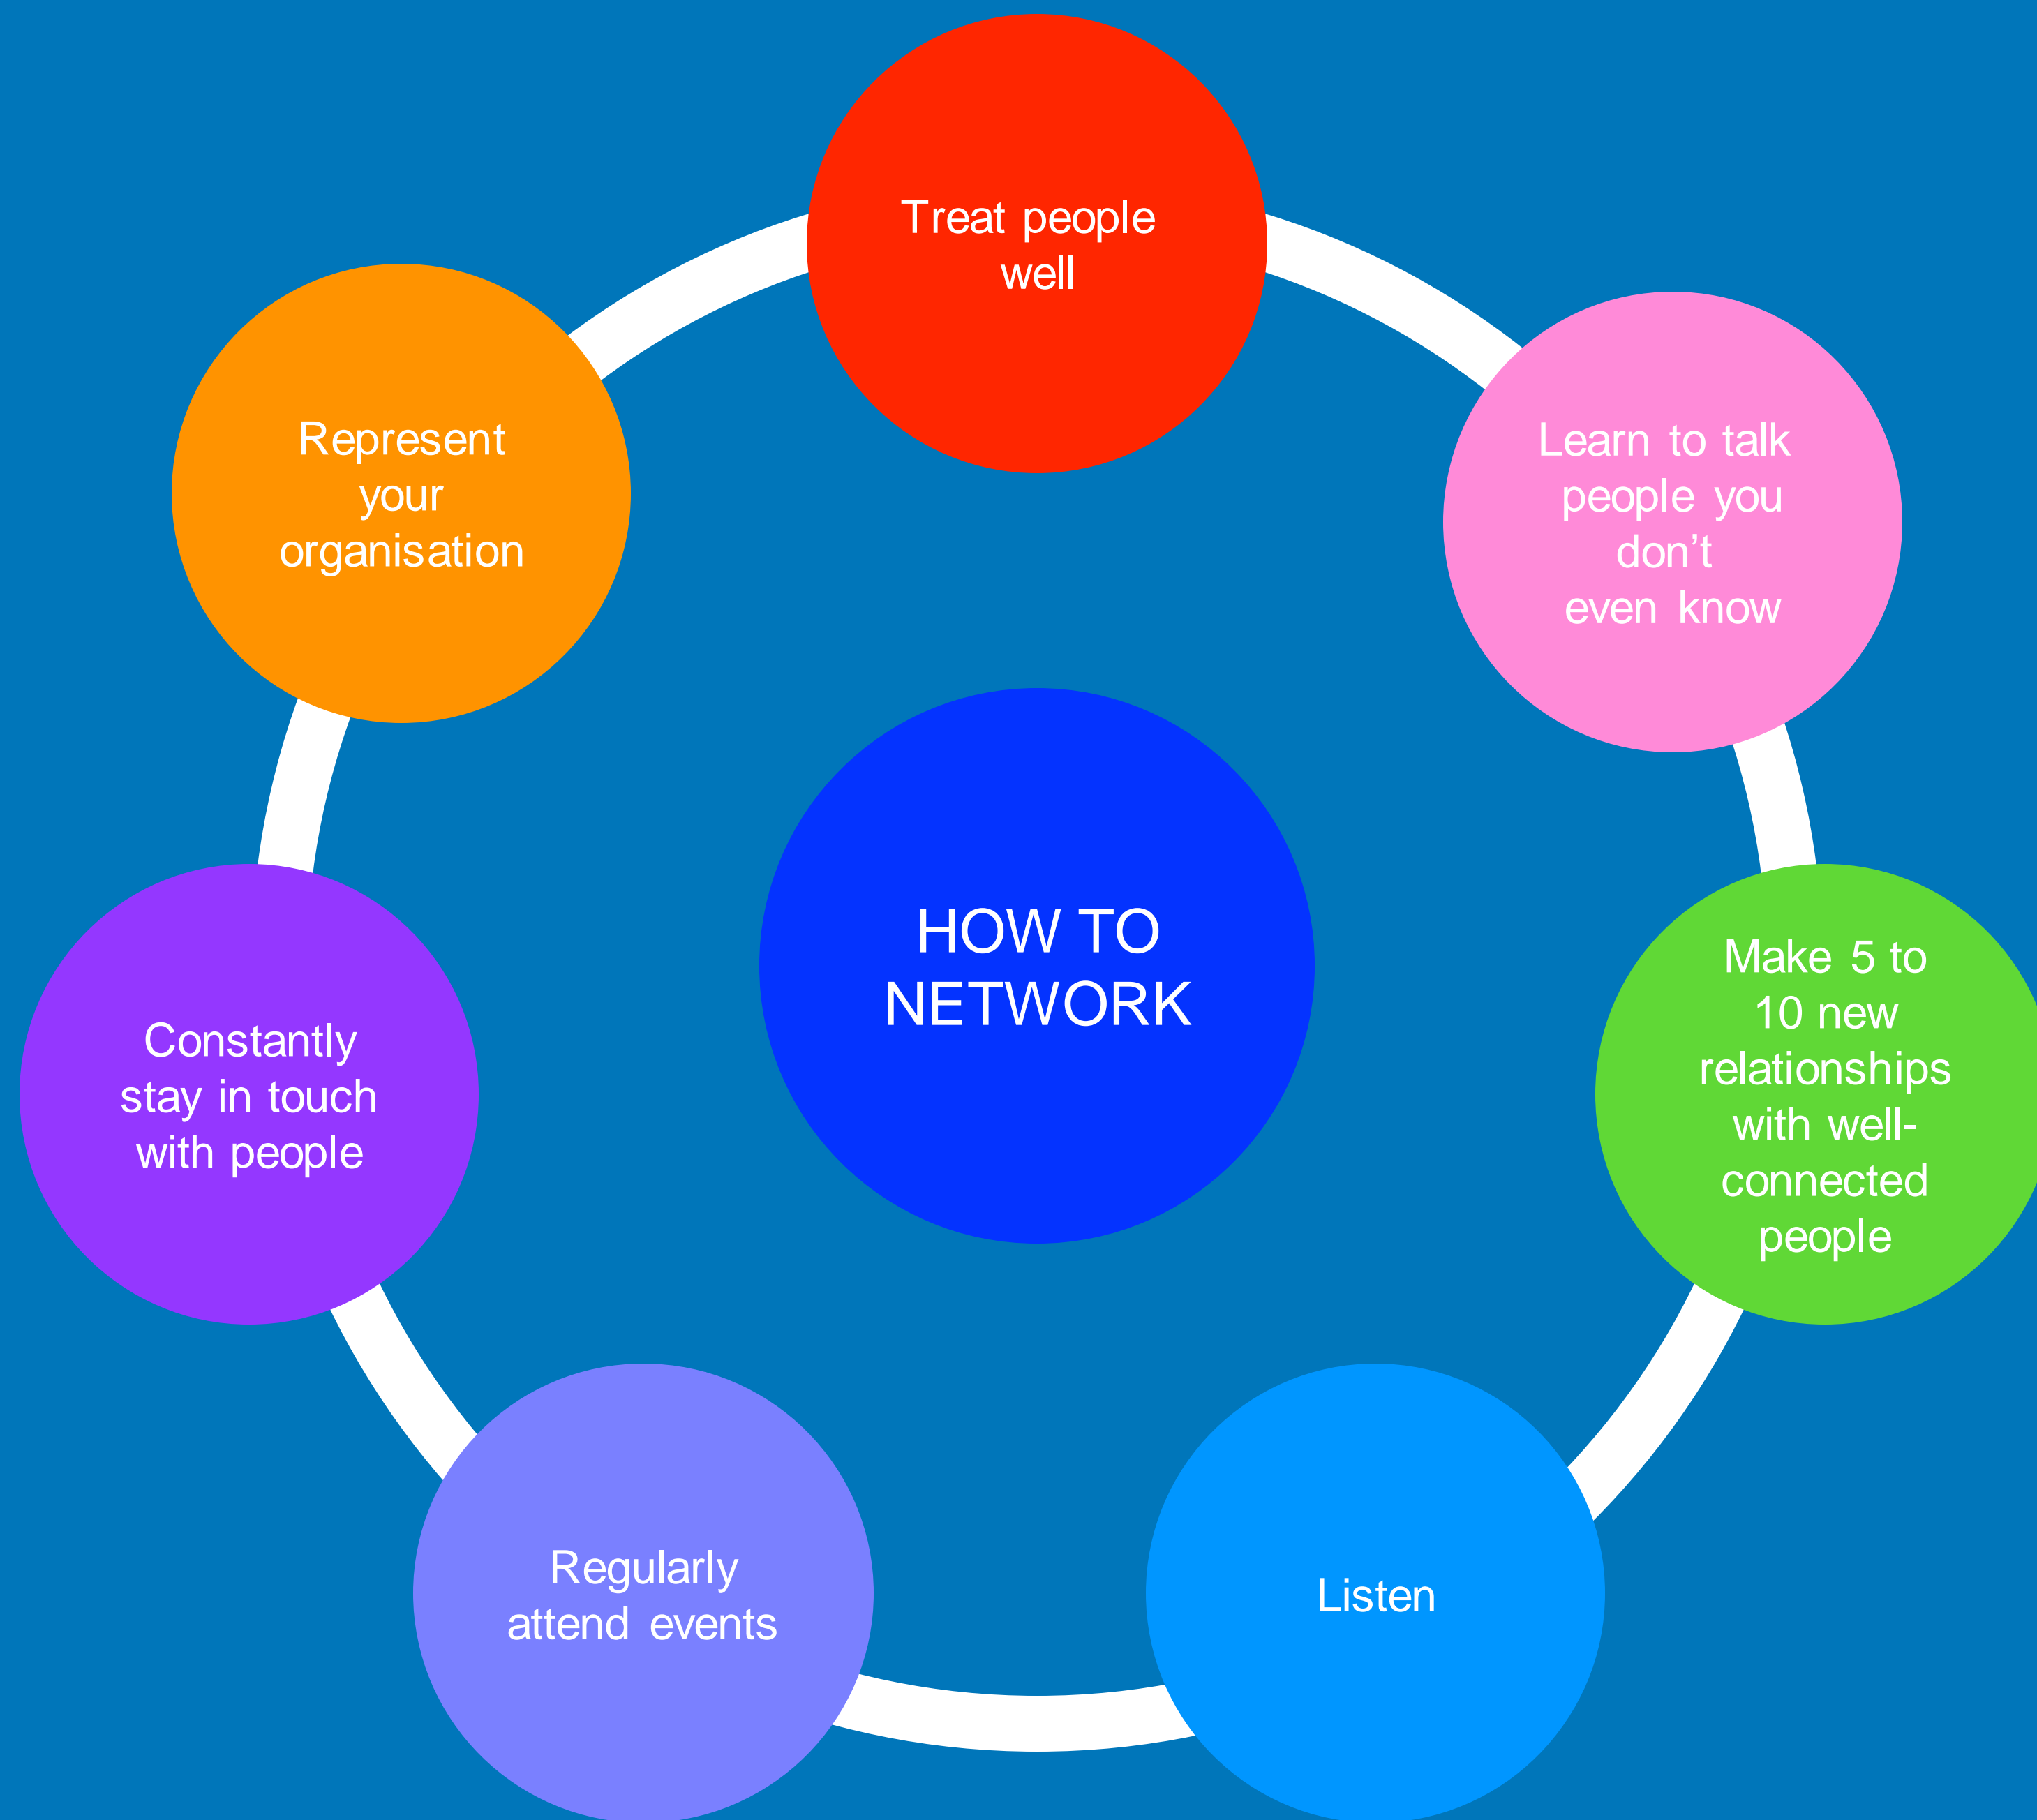 Treat people
well
Learn to talk
people you
don't
even know
Make 5 to
10 new
relationships
with well-
connected
people
Listen
Regularly
attend events
Constantly
stay in touch
with people
Represent
your
organisation
HOW TO
NETWORK